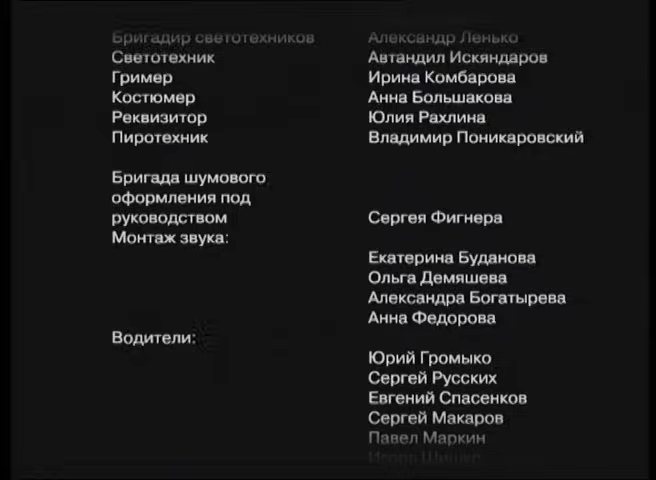 Бригадир светотехников Александр Ленько
Светотехник Автандил Искяндаров
Гример Ирина Комбарова
Костюмер Анна Большакова
Реквизитор Юлия Рахлина
Пиротехник Владимир Поникаровский
Бригада шумового
оформления под
руководством Сергея Фигнера
Монтаж звука:
Екатерина Буданова
Ольга Демяшева
Александра Богатырева
Анна Федорова
Водители:
Юрий Громыко
Сергей Русских
Евгений Спасенков
Сергей Макаров
Павел Маркин
Игорь Шишко